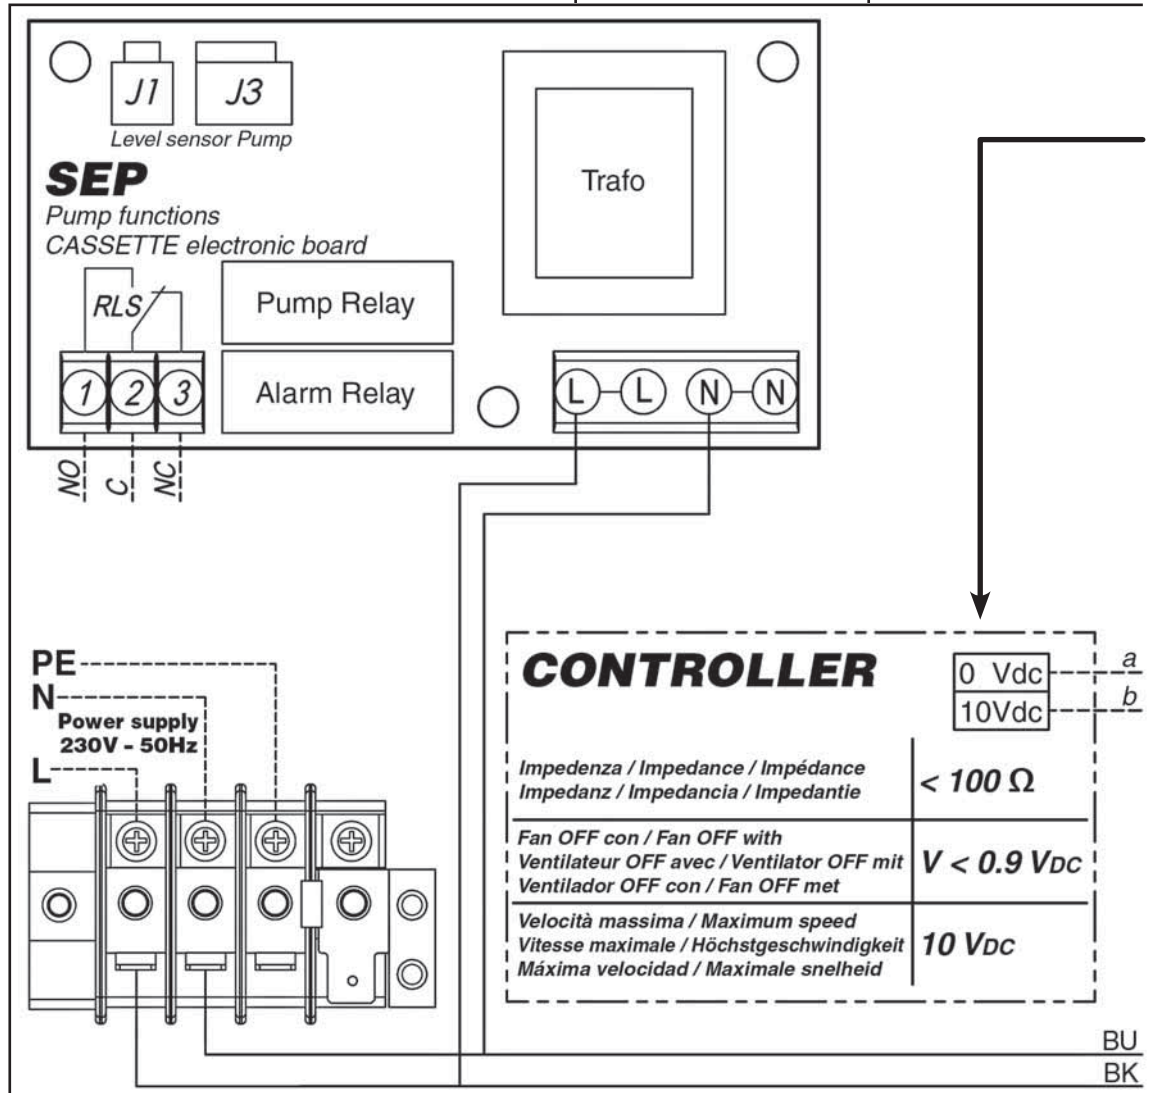 J1
J3
Level sensor Pump
SEP
Pump functions
CASSETTE electronic board
Trafo
RLS
Pump Relay
Alarm Relay
1 2 3
L L N N
NO C NC
PE
N
Power supply
230V - 50Hz
L
CONTROLLER
0 Vdc
10Vdc
a
b
Impedenza / Impedance / Impédance
Impedanz / Impedancia / Impedantie
< 100 Ω
Fan OFF con / Fan OFF with
Ventilateur OFF avec / Ventilator OFF mit
Ventilador OFF con / Fan OFF met
V < 0.9 VDC
Velocità massima / Maximum speed
Vitesse maximale / Höchstgeschwindigkeit
Máxima velocidad / Maximale snelheid
10 VDC
BU
BK